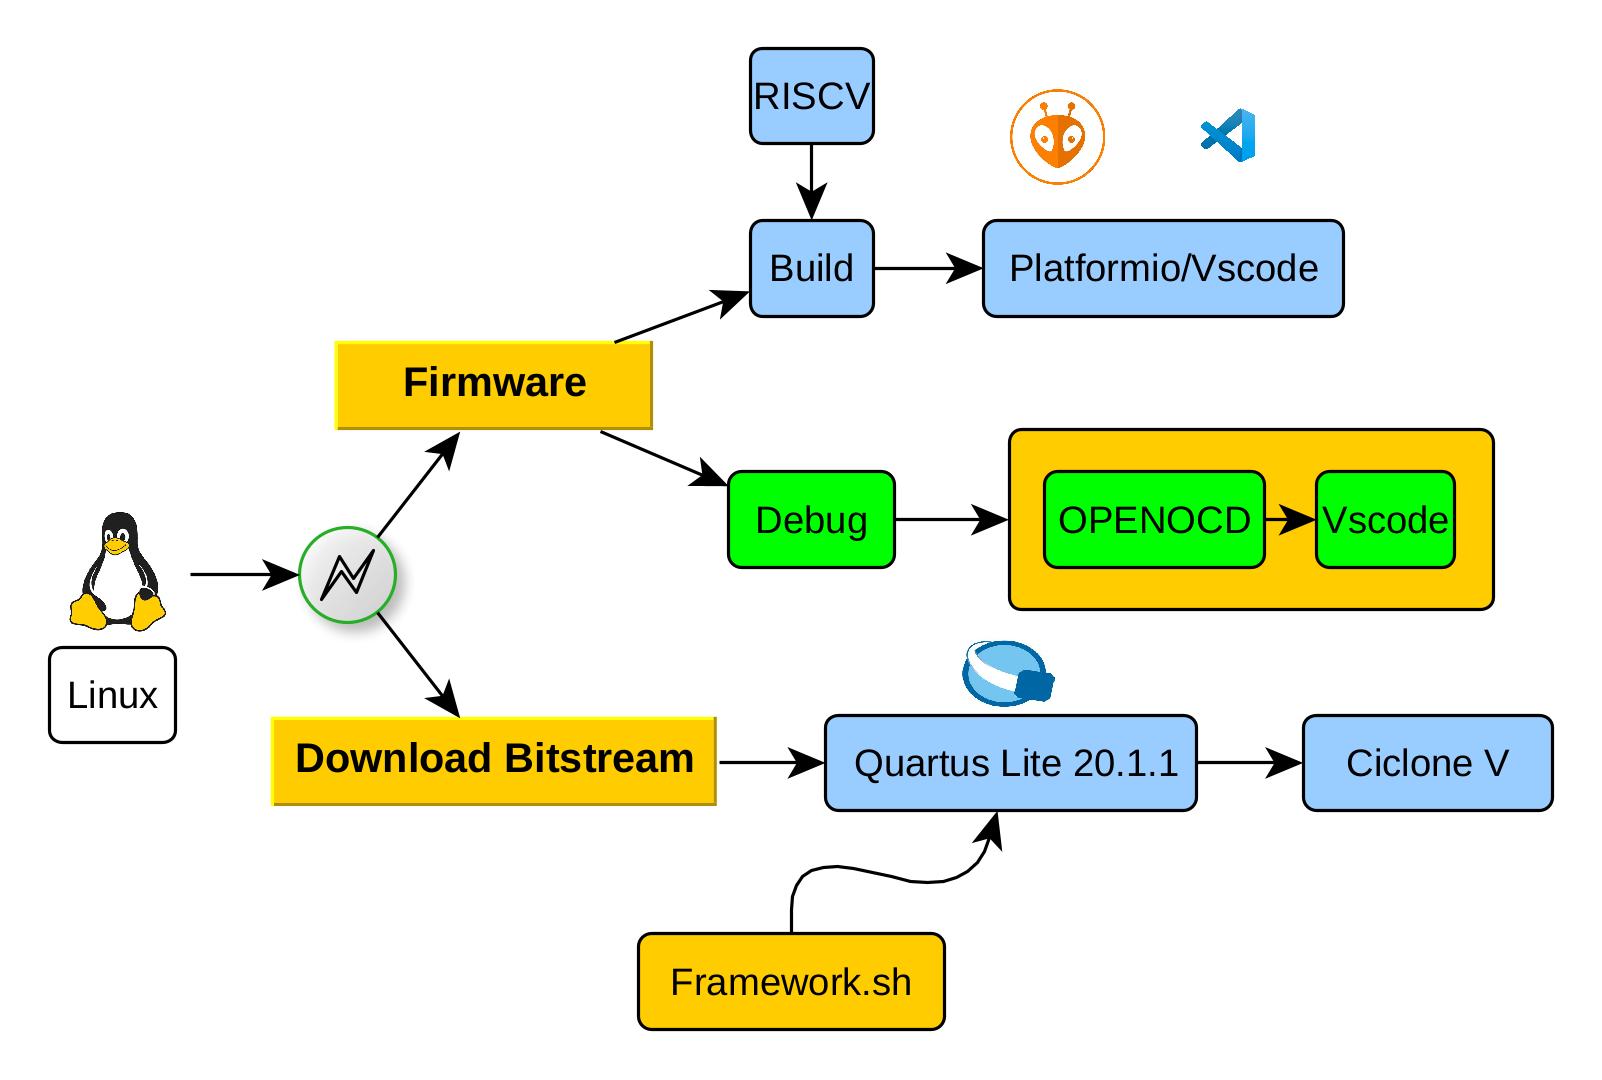 RISCV
Build
Platformio/Vscode
Firmware
Debug
OPENOCD
Vscode
Linux
Download Bitstream
Quartus Lite 20.1.1
Ciclone V
Framework.sh